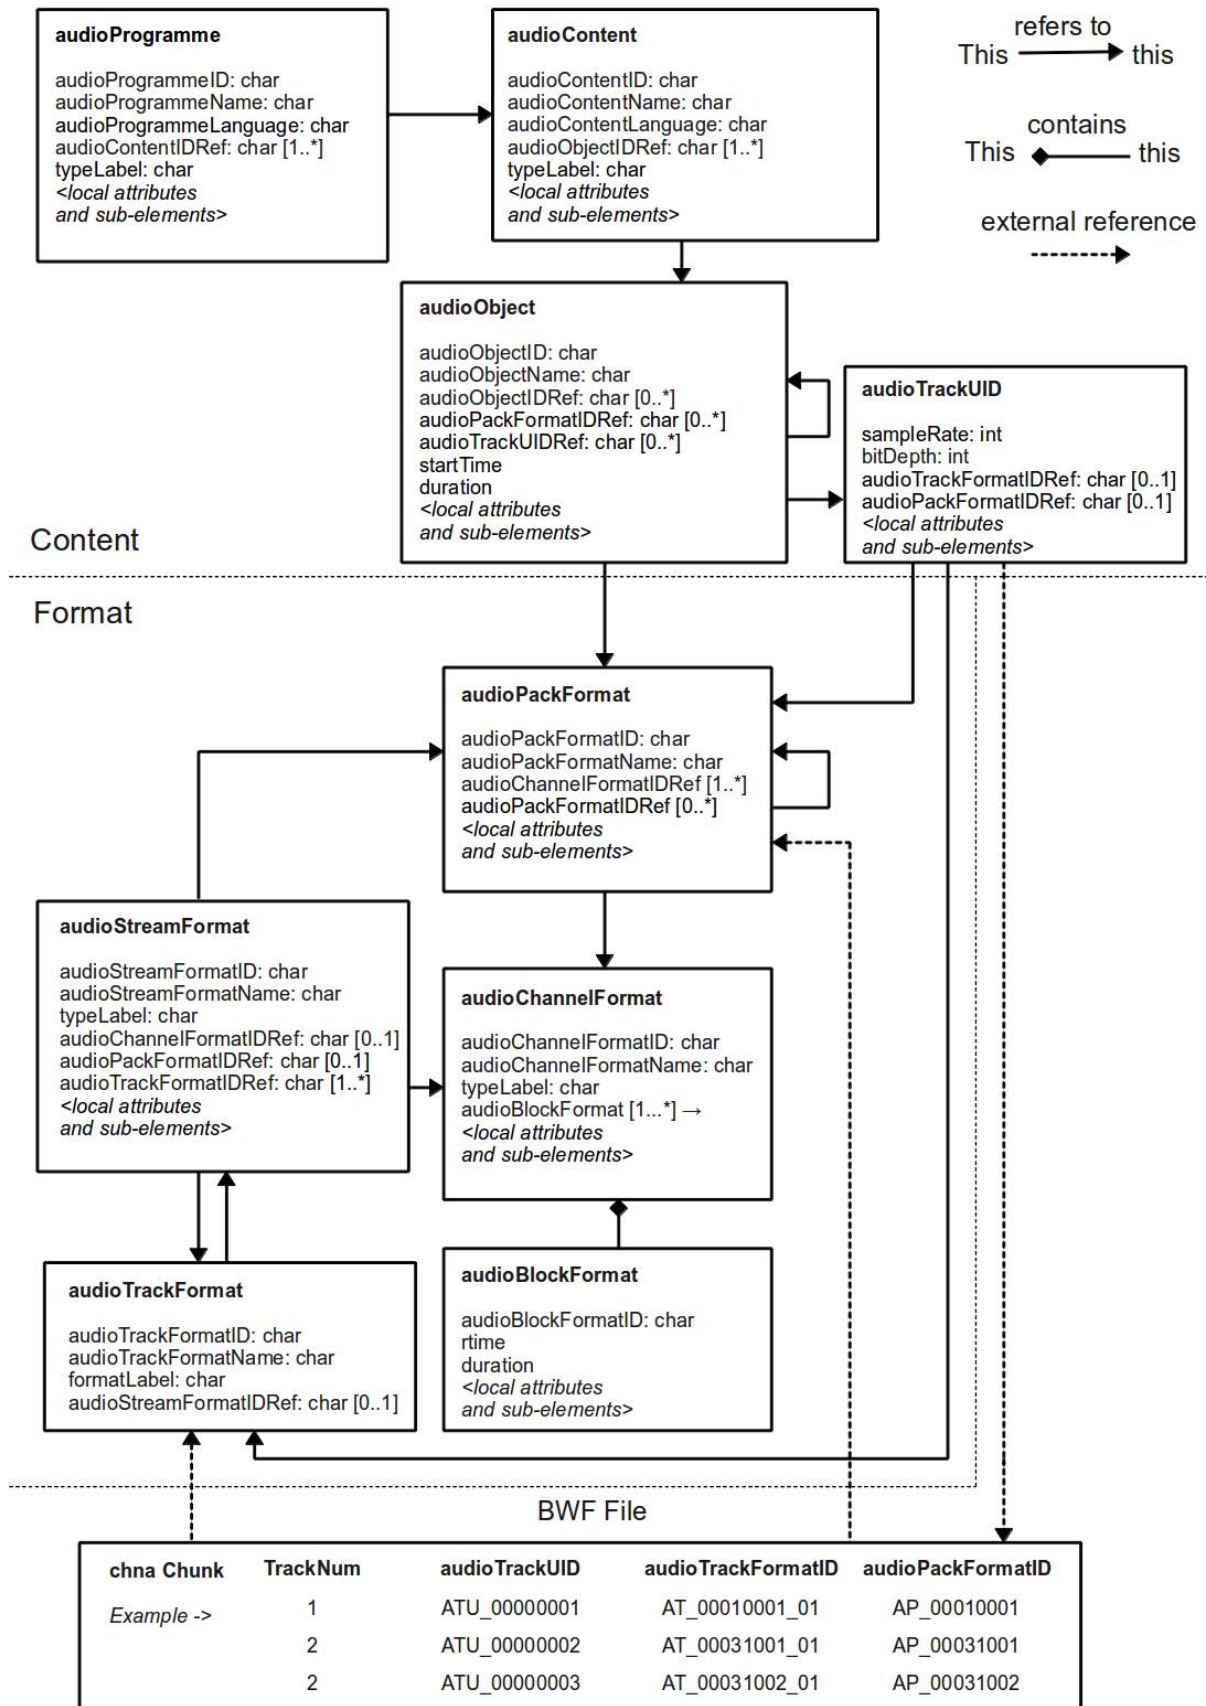 audioProgramme
audioProgrammeID: char
audioProgrammeName: char
audioProgrammeLanguage: char
audioContentIDRef: char [1..*]
typeLabel: char
<local attributes
and sub-elements>
audioContent
audioContentID: char
audioContentName: char
audioContentLanguage: char
audioObjectIDRef: char [1..*]
typeLabel: char
<local attributes
and sub-elements>
refers to
This this
contains
This this
external reference
audioObject
audioObjectID: char
audioObjectName: char
audioObjectIDRef: char [0..*]
audioPackFormatIDRef: char [0..*]
audioTrackUIDRef: char [0..*]
startTime
duration
<local attributes
and sub-elements>
audioTrackUID
sampleRate: int
bitDepth: int
audioTrackFormatIDRef: char [0..1]
audioPackFormatIDRef: char [0..1]
<local attributes
and sub-elements>
Content
Format
audioPackFormat
audioPackFormatID: char
audioPackFormatName: char
audioChannelFormatIDRef [1..*]
audioPackFormatIDRef [0..*]
<local attributes
and sub-elements>
audioStreamFormat
audioStreamFormatID: char
audioStreamFormatName: char
typeLabel: char
audioChannelFormatIDRef: char [0..1]
audioPackFormatIDRef: char [0..1]
audioTrackFormatIDRef: char [1..*]
<local attributes
and sub-elements>
audioChannelFormat
audioChannelFormatID: char
audioChannelFormatName: char
typeLabel: char
audioBlockFormat [1...*] →
<local attributes
and sub-elements>
audioTrackFormat
audioTrackFormatID: char
audioTrackFormatName: char
formatLabel: char
audioStreamFormatIDRef: char [0..1]
audioBlockFormat
audioBlockFormatID: char
rtime
duration
<local attributes
and sub-elements>
BWF File
chna Chunk TrackNum audioTrackUID audioTrackFormatID audioPackFormatID
Example -> 1 ATU_00000001 AT_00010001_01 AP_00010001
2 ATU_00000002 AT_00031001_01 AP_00031001
2 ATU_00000003 AT_00031002_01 AP_00031002